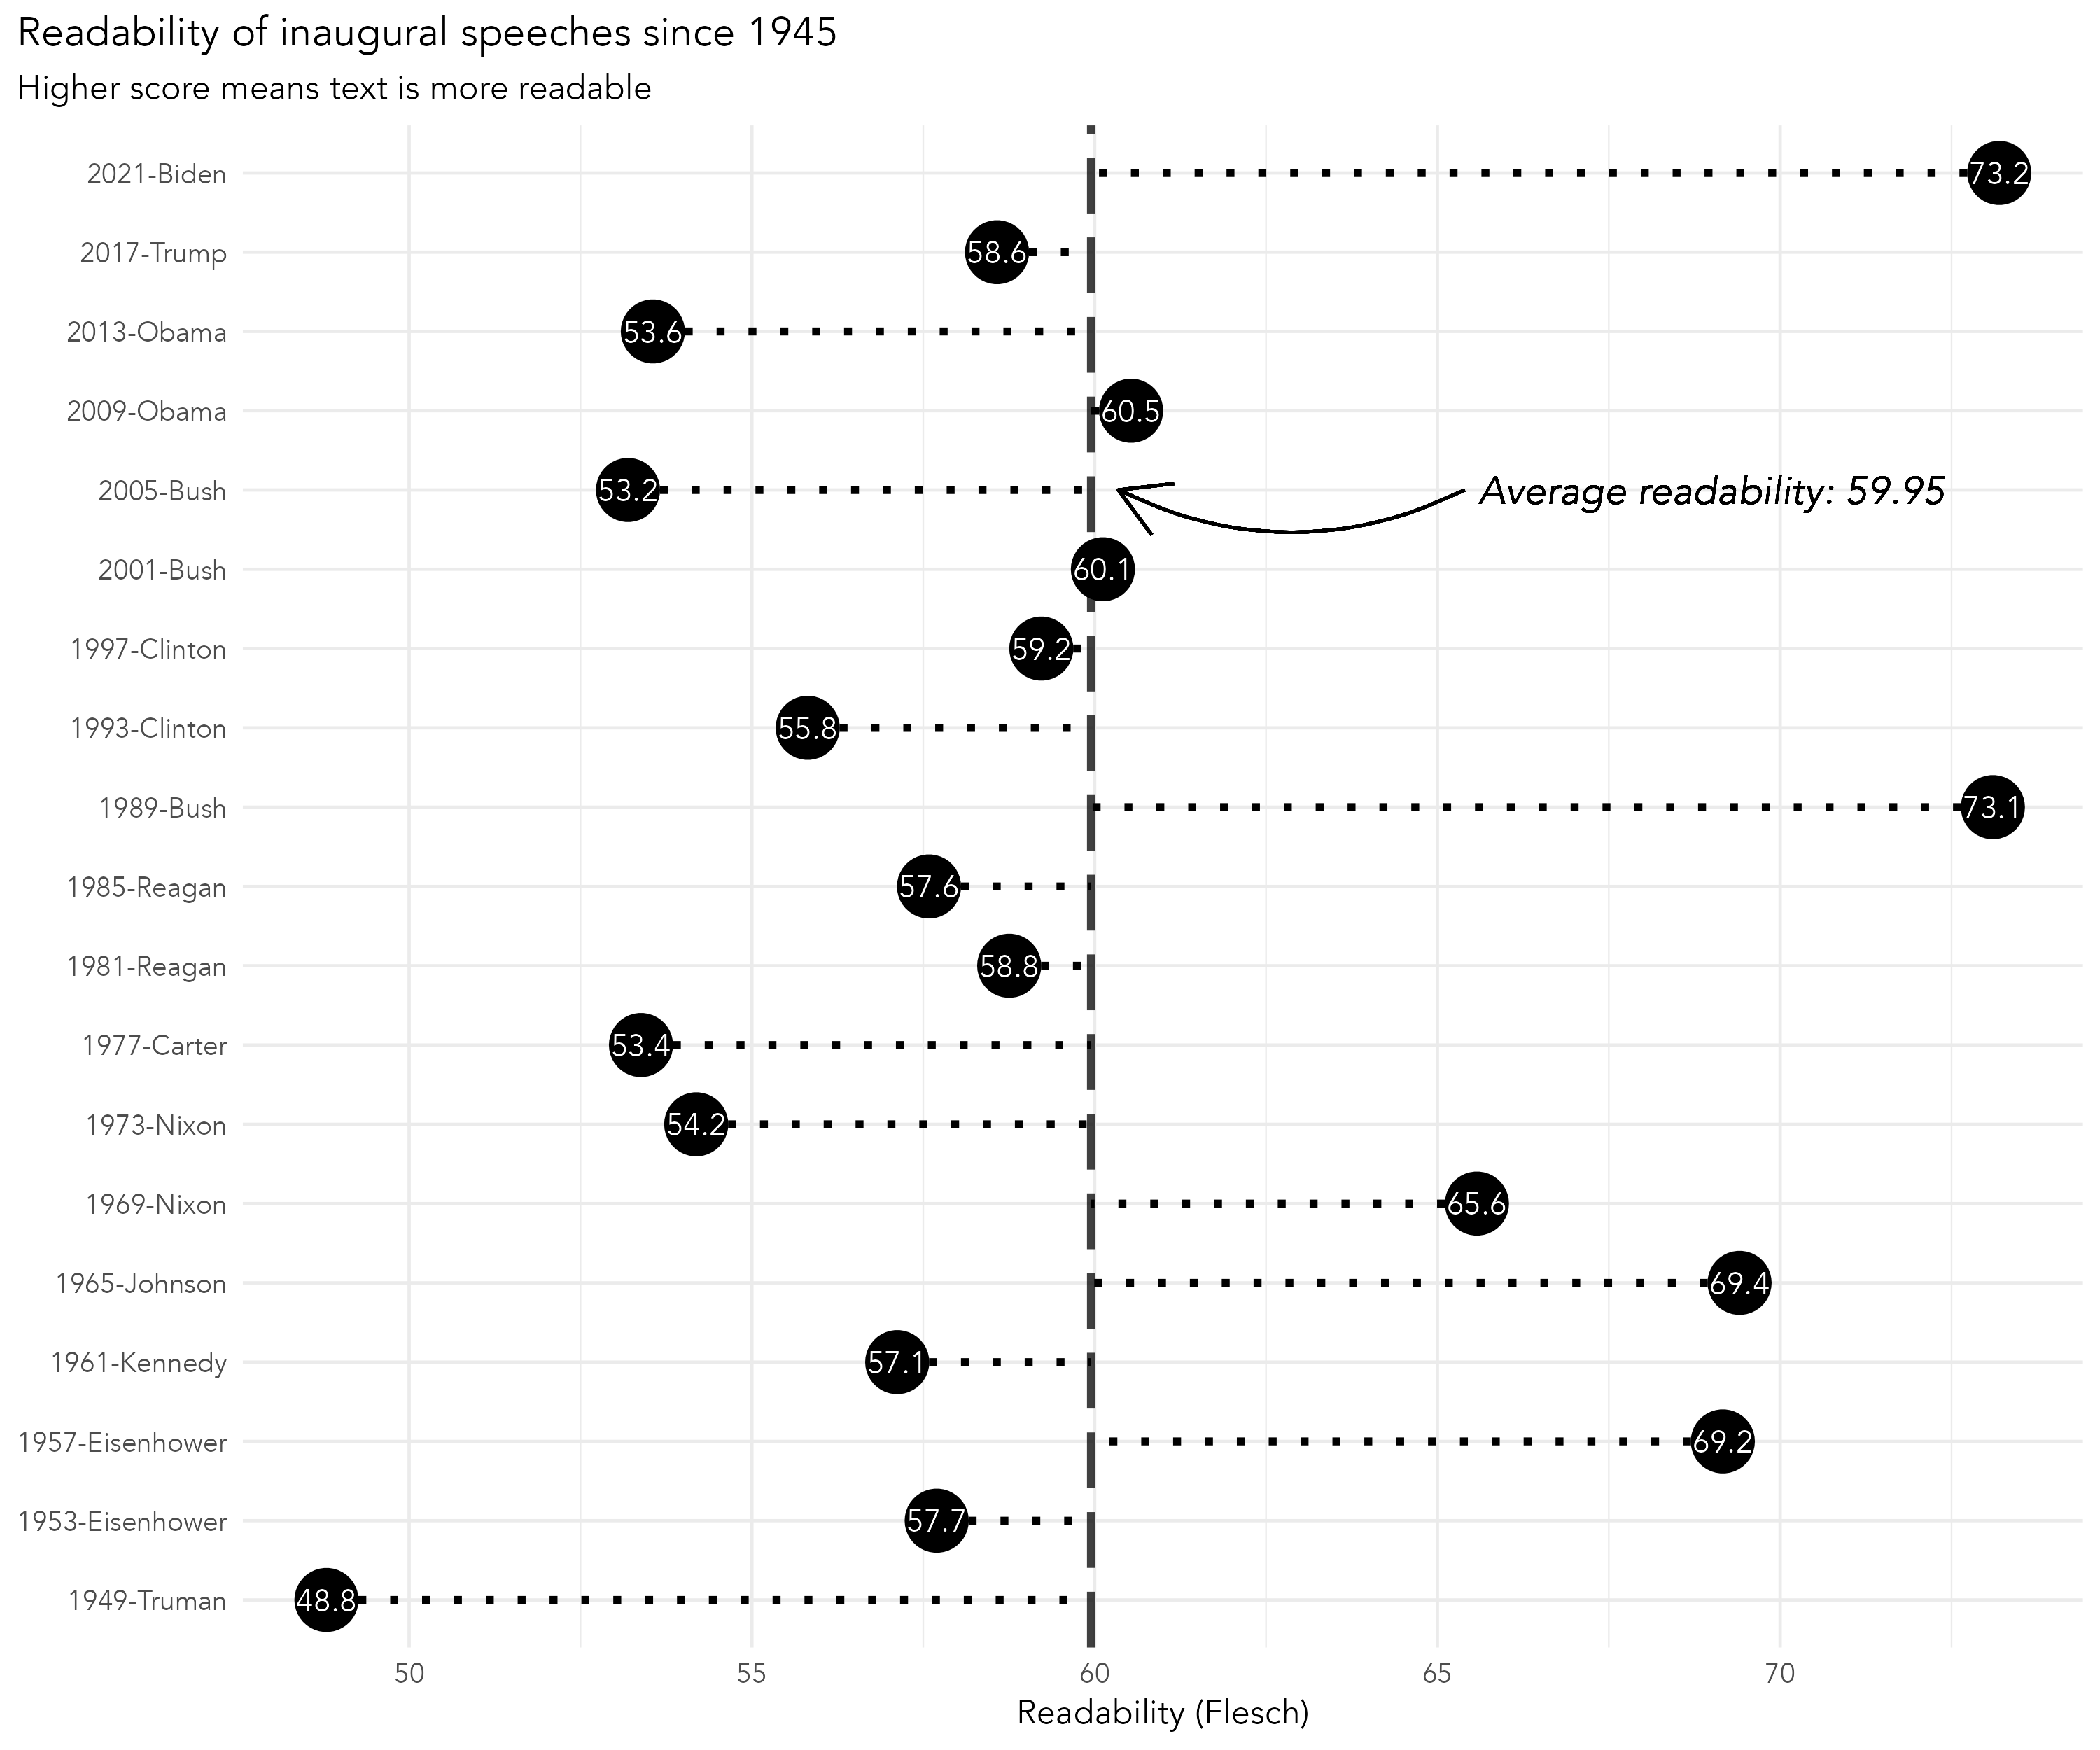 Readability of inaugural speeches since 1945
Higher score means text is more readable
2021-Biden 73.2
2017-Trump 58.6
2013-Obama 53.6
2009-Obama 60.5
2005-Bush 53.2 Average readability: 59.95
2001-Bush 60.1
1997-Clinton 59.2
1993-Clinton 55.8
1989-Bush 73.1
1985-Reagan 57.6
1981-Reagan 58.8
1977-Carter 53.4
1973-Nixon 54.2
1969-Nixon 65.6
1965-Johnson 69.4
1961-Kennedy 57.1
1957-Eisenhower 69.2
1953-Eisenhower 57.7
1949-Truman 48.8
50 55 60 65 70
Readability (Flesch)